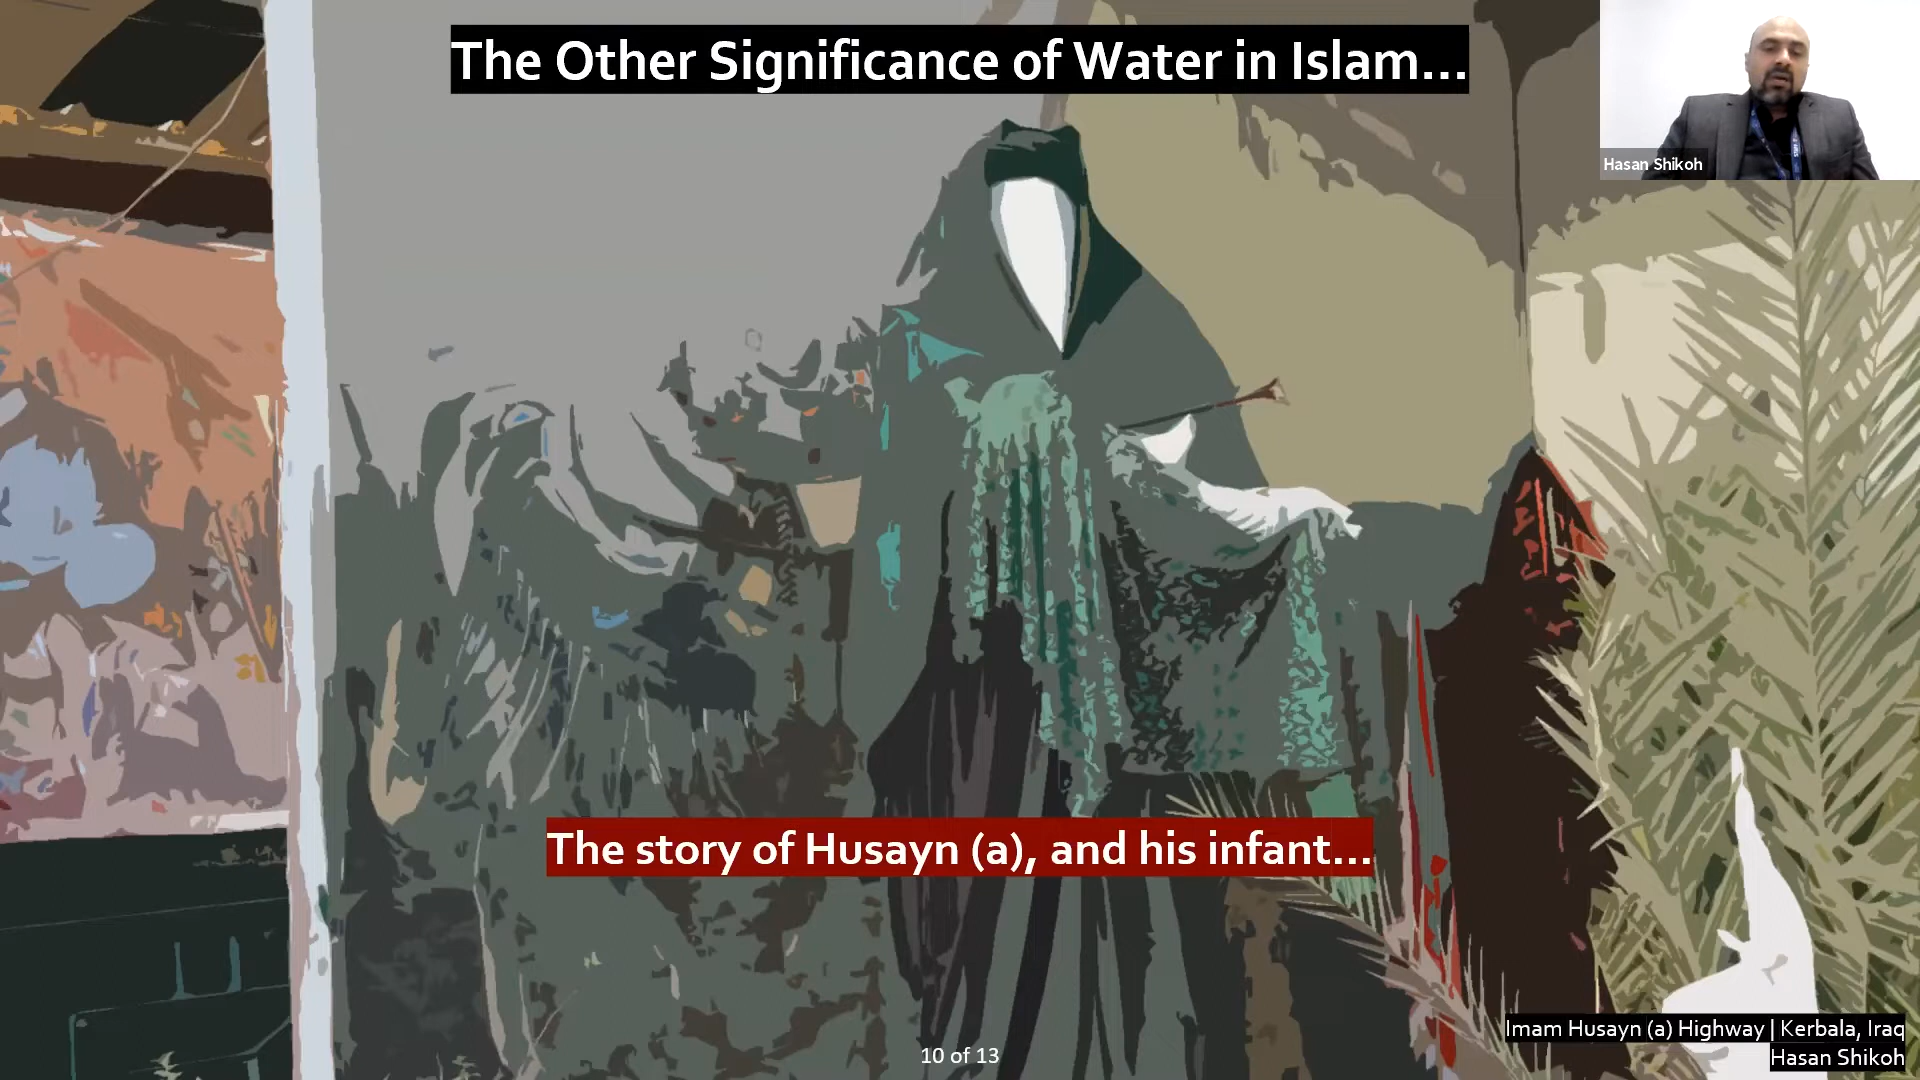 The Other Significance of Water in Islam...
Hasan Shikoh
The story of Husayn (a), and his infant...
Imam Husayn (a) Highway | Kerbala, Iraq
10 of 13
Hasan Shikoh